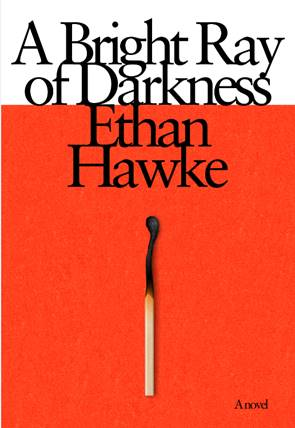 A Bright Ray
of Darkness
Ethan
Hawke
A novel